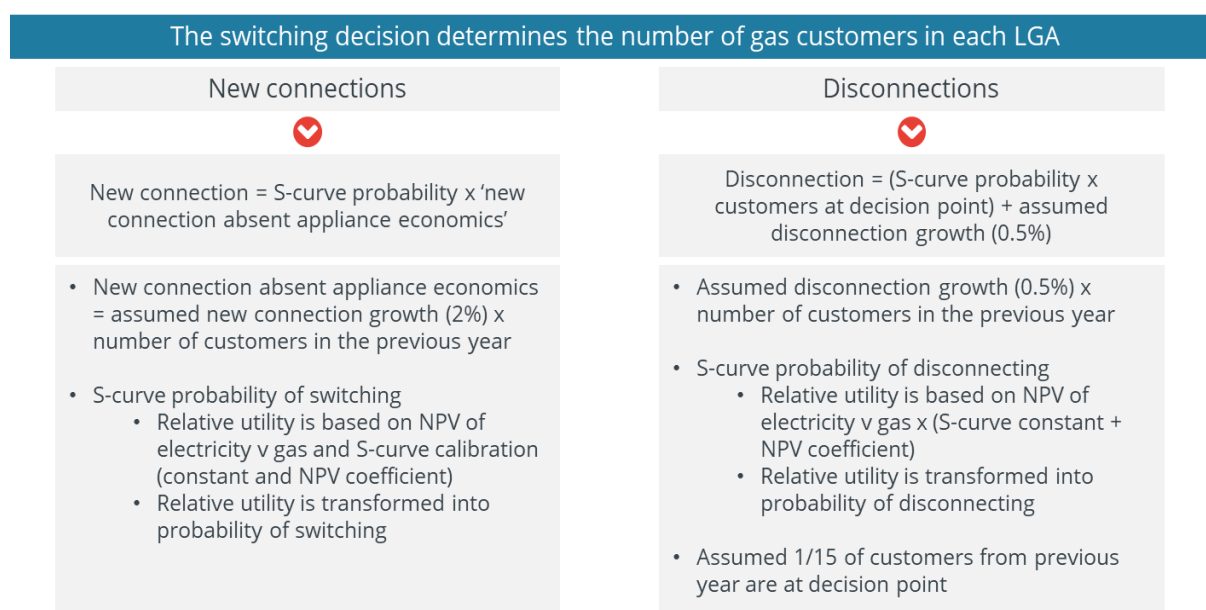 The switching decision determines the number of gas customers in each LGA
New connections
New connection = S-curve probability x ‘new
connection absent appliance economics’
• New connection absent appliance economics
= assumed new connection growth (2%) x
number of customers in the previous year
• S-curve probability of switching
• Relative utility is based on NPV of
electricity v gas and S-curve calibration
(constant and NPV coefficient)
• Relative utility is transformed into
probability of switching
Disconnections
Disconnection = (S-curve probability x
customers at decision point) + assumed
disconnection growth (0.5%)
• Assumed disconnection growth (0.5%) x
number of customers in the previous year
• S-curve probability of disconnecting
• Relative utility is based on NPV of
electricity v gas x (S-curve constant +
NPV coefficient)
• Relative utility is transformed into
probability of disconnecting
• Assumed 1/15 of customers from previous
year are at decision point